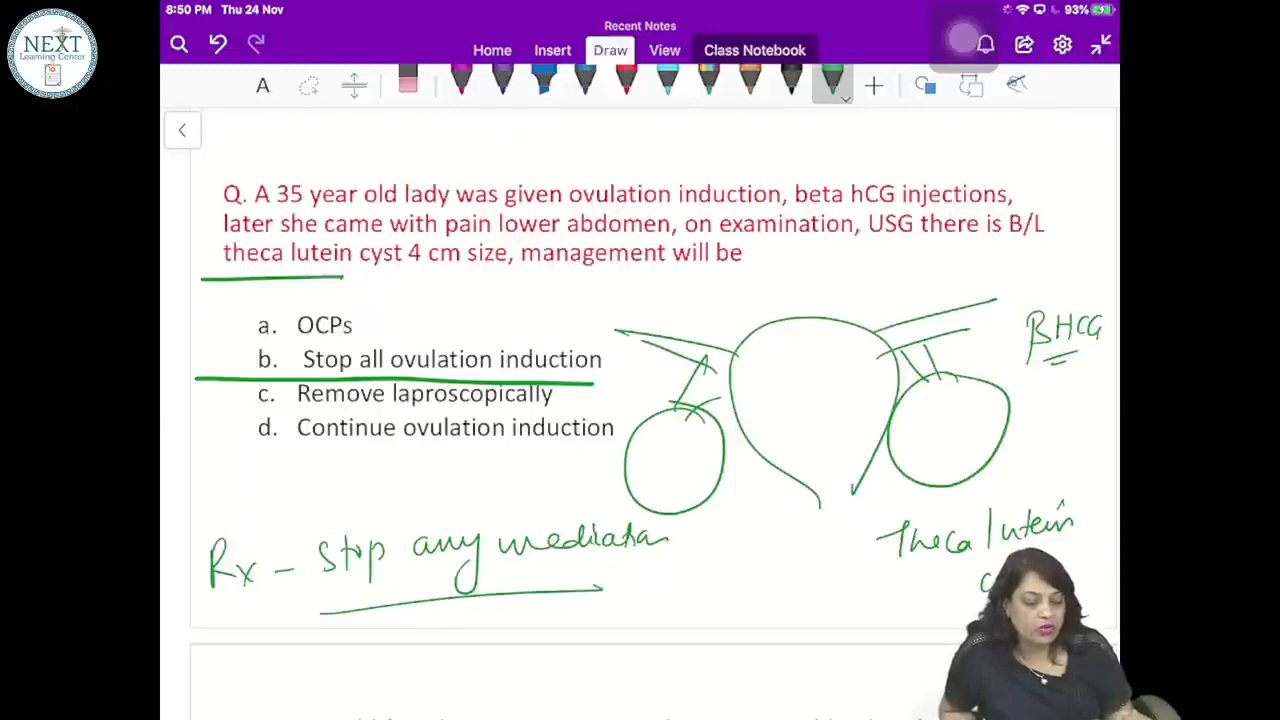 8:50 PM Thu 24 Nov
93%
NEXT
Learning Center
Recent Notes
Home Insert Draw View Class Notebook
A
Q. A 35 year old lady was given ovulation induction, beta hCG injections,
later she came with pain lower abdomen, on examination, USG there is B/L
theca lutein cyst 4 cm size, management will be
a. OCPs
b. Stop all ovulation induction
c. Remove laproscopically
d. Continue ovulation induction
βHCG
Theca lutein
Rx - Stop any